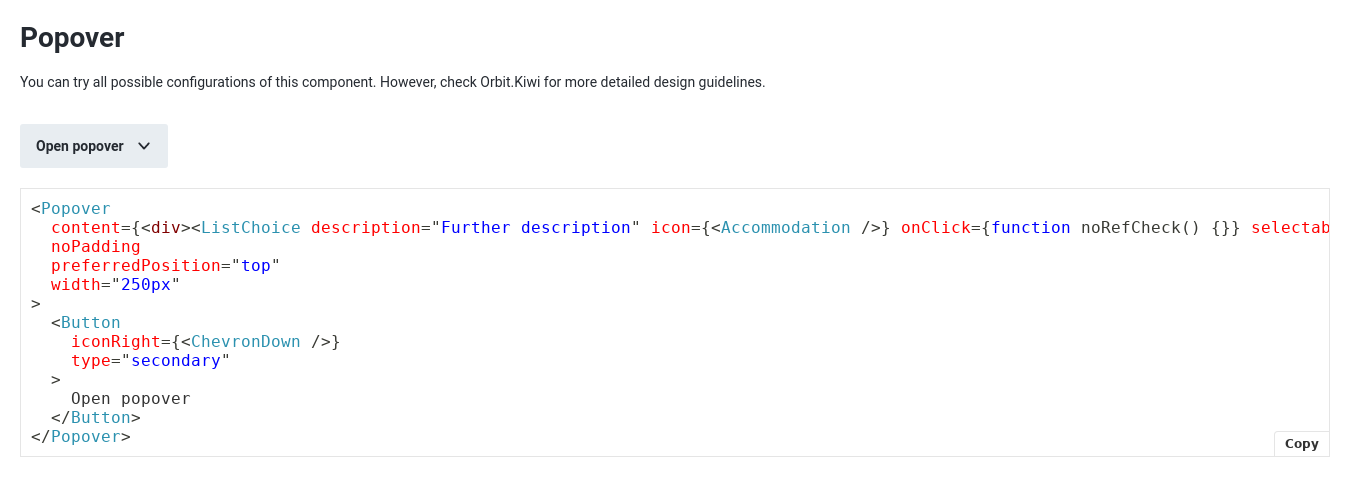 Popover
You can try all possible configurations of this component. However, check Orbit.Kiwi for more detailed design guidelines.
Open popover
<Popover
  content={<div><ListChoice description="Further description" icon={<Accommodation />} onClick={function noRefCheck() {}} selectab
  noPadding
  preferredPosition="top"
  width="250px"
>
  <Button
    iconRight={<ChevronDown />}
    type="secondary"
  >
    Open popover
  </Button>
</Popover>
Copy